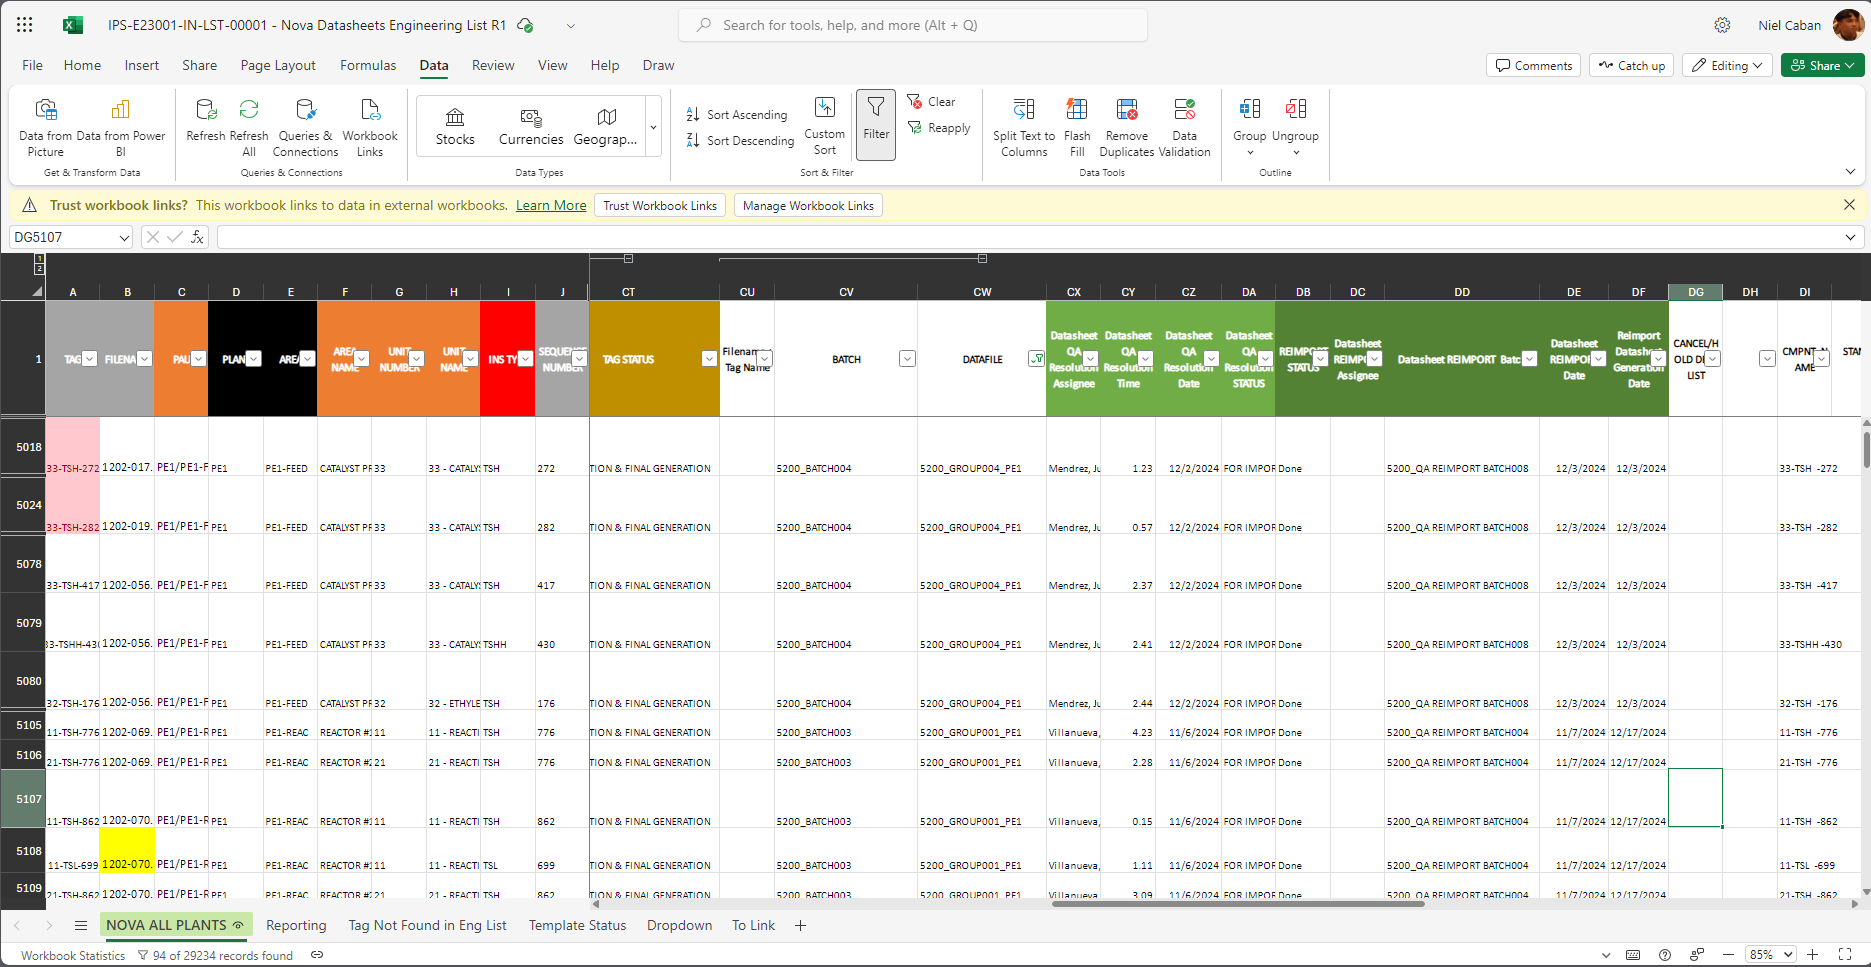 IPS-E23001-IN-LST-00001 - Nova Datasheets Engineering List R1
Search for tools, help, and more (Alt + Q)
Niel Caban
File Home Insert Share Page Layout Formulas Data Review View Help Draw
Comments Catch up Editing Share
Data from Picture
Data from Power BI
Get & Transform Data
Refresh
Refresh All
Queries & Connections
Workbook Links
Queries & Connections
Stocks Currencies Geograp...
Data Types
Sort Ascending
Sort Descending
Custom Sort
Filter
Clear
Reapply
Sort & Filter
Split Text to Columns
Flash Fill
Remove Duplicates
Data Validation
Data Tools
Group Ungroup
Outline
Trust workbook links? This workbook links to data in external workbooks. Learn More Trust Workbook Links Manage Workbook Links
DG5107 fx
1
2
A B C D E F G H I J CT CU CV CW CX CY CZ DA DB DC DD DE DF DG DH DI
1 TAG FILENA PAU PLAN AREA AREA NAME UNIT NUMBER UNIT NAME INS TY SEQUENCE NUMBER TAG STATUS Filename Tag Name BATCH DATAFILE Datasheet QA Resolution Assignee Datasheet QA Resolution Time Datasheet QA Resolution Date Datasheet QA Resolution STATUS REIMPORT STATUS Datasheet REIMPO Assignee Datasheet REIMPORT Batc Datasheet REIMPOR Date Reimport Datasheet Generation Date CANCEL/H OLD D LIST CMPNT_N AME STAN
5018 33-TSH-272 1202-017. PE1/PE1-F PE1 PE1-FEED CATALYST PF 33 33 - CATALY: TSH 272 TION & FINAL GENERATION 5200_BATCH004 5200_GROUP004_PE1 Mendrez, Ju 1.23 12/2/2024 FOR IMPOR Done 5200_QA REIMPORT BATCH008 12/3/2024 12/3/2024 33-TSH -272
5024 33-TSH-282 1202-019. PE1/PE1-F PE1 PE1-FEED CATALYST PF 33 33 - CATALY: TSH 282 TION & FINAL GENERATION 5200_BATCH004 5200_GROUP004_PE1 Mendrez, Ju 0.57 12/2/2024 FOR IMPOR Done 5200_QA REIMPORT BATCH008 12/3/2024 12/3/2024 33-TSH -282
5078 33-TSH-417 1202-056. PE1/PE1-F PE1 PE1-FEED CATALYST PF 33 33 - CATALY: TSH 417 TION & FINAL GENERATION 5200_BATCH004 5200_GROUP004_PE1 Mendrez, Ju 2.37 12/2/2024 FOR IMPOR Done 5200_QA REIMPORT BATCH008 12/3/2024 12/3/2024 33-TSH -417
5079 33-TSHH-430 1202-056. PE1/PE1-F PE1 PE1-FEED CATALYST PF 33 33 - CATALY: TSHH 430 TION & FINAL GENERATION 5200_BATCH004 5200_GROUP004_PE1 Mendrez, Ju 2.41 12/2/2024 FOR IMPOR Done 5200_QA REIMPORT BATCH008 12/3/2024 12/3/2024 33-TSHH -430
5080 32-TSH-176 1202-056. PE1/PE1-F PE1 PE1-FEED CATALYST PF 32 32 - ETHYLE TSH 176 TION & FINAL GENERATION 5200_BATCH004 5200_GROUP004_PE1 Mendrez, Ju 2.44 12/2/2024 FOR IMPOR Done 5200_QA REIMPORT BATCH008 12/3/2024 12/3/2024 32-TSH -176
5105 11-TSH-776 1202-069. PE1/PE1-R PE1 PE1-REAC REACTOR #1 11 11 - REACTI TSH 776 TION & FINAL GENERATION 5200_BATCH003 5200_GROUP001_PE1 Villanueva, 4.23 11/6/2024 FOR IMPOR Done 5200_QA REIMPORT BATCH004 11/7/2024 12/17/2024 11-TSH -776
5106 21-TSH-776 1202-069. PE1/PE1-R PE1 PE1-REAC REACTOR #2 21 21 - REACTI TSH 776 TION & FINAL GENERATION 5200_BATCH003 5200_GROUP001_PE1 Villanueva, 2.28 11/6/2024 FOR IMPOR Done 5200_QA REIMPORT BATCH004 11/7/2024 12/17/2024 21-TSH -776
5107 11-TSH-862 1202-070. PE1/PE1-R PE1 PE1-REAC REACTOR #1 11 11 - REACTI TSH 862 TION & FINAL GENERATION 5200_BATCH003 5200_GROUP001_PE1 Villanueva, 0.15 11/6/2024 FOR IMPOR Done 5200_QA REIMPORT BATCH004 11/7/2024 12/17/2024 11-TSH -862
5108 11-TSL-699 1202-070. PE1/PE1-R PE1 PE1-REAC REACTOR #1 11 11 - REACTI TSL 699 TION & FINAL GENERATION 5200_BATCH003 5200_GROUP001_PE1 Villanueva, 1.11 11/6/2024 FOR IMPOR Done 5200_QA REIMPORT BATCH004 11/7/2024 12/17/2024 11-TSL -699
5109 21-TSH-862 1202-070. PE1/PE1-R PE1 PE1-REAC REACTOR #2 21 21 - REACTI TSH 862 TION & FINAL GENERATION 5200_BATCH003 5200_GROUP001_PE1 Villanueva, 3.09 11/6/2024 FOR IMPOR Done 5200_QA REIMPORT BATCH004 11/7/2024 12/17/2024 21-TSH -862
NOVA ALL PLANTS Reporting Tag Not Found in Eng List Template Status Dropdown To Link
Workbook Statistics 94 of 29234 records found 85%